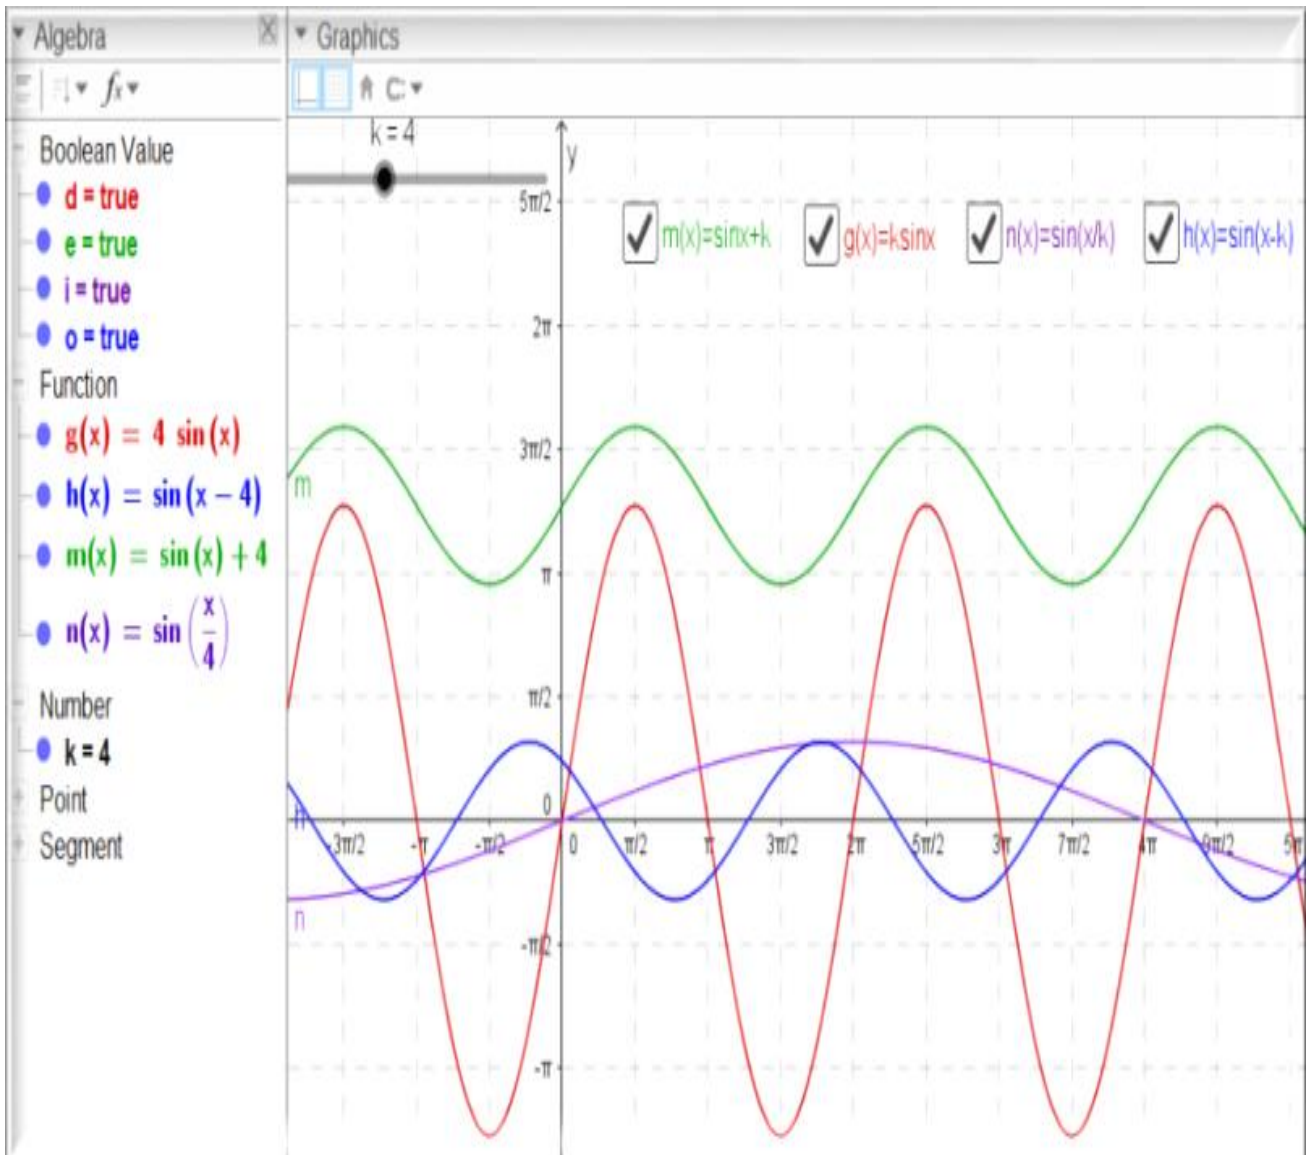 Algebra
Graphics
fx
Boolean Value
d = true
e = true
i = true
o = true
Function
g(x) = 4 sin(x)
h(x) = sin(x − 4)
m(x) = sin(x) + 4
n(x) = sin(x/4)
Number
k = 4
Point
Segment
k = 4
y
m(x)=sinx+k
g(x)=ksinx
n(x)=sin(x/k)
h(x)=sin(x-k)
5π/2
2π
3π/2
π
π/2
0
-π/2
-π
-3π/2 -π -π/2 0 π/2 π 3π/2 2π 5π/2 3π 7π/2 4π 9π/2 5π
m
h
n